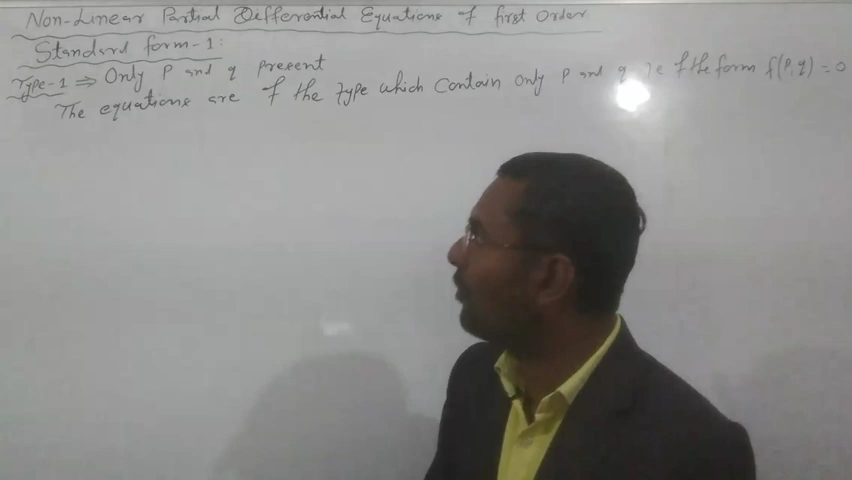 Non-Linear Partial Differential Equations of first Order
Standard form-1:
Type-1 ⇒ Only P and q present
The equations are of the type which contain only P and q ie of the form f(P,q) = 0